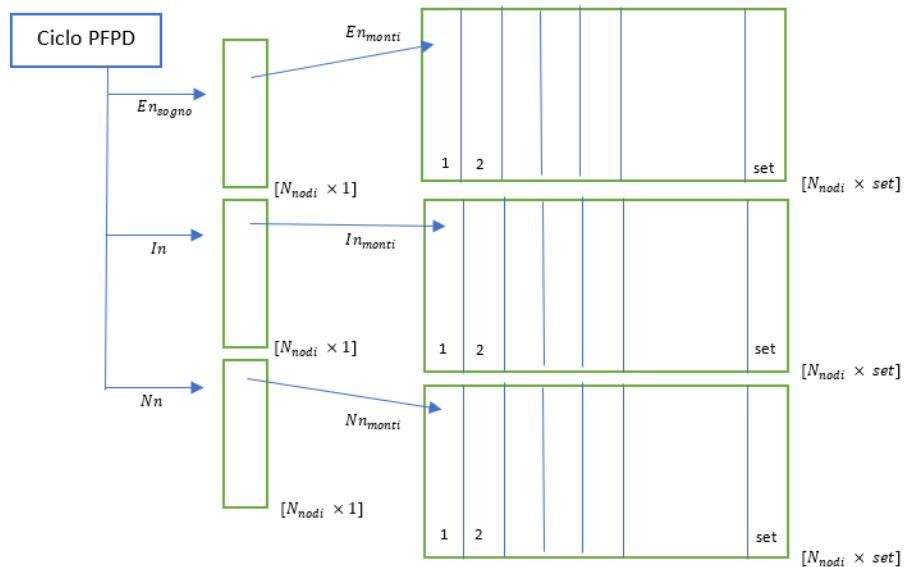 Ciclo PFPD
En_monti
En_sogno
1 2 set
[N_nodi × 1]
[N_nodi × set]
In
In_monti
1 2 set
[N_nodi × 1]
[N_nodi × set]
Nn
Nn_monti
[N_nodi × 1]
1 2 set
[N_nodi × set]